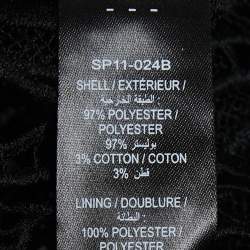 SP11-024B
SHELL / EXTÉRIEUR /
الطبقة الخارجية :
97% POLYESTER /
POLYESTER
بوليستر 97%
3% COTTON / COTON
قطن 3%
LINING / DOUBLURE /
البطانة :
100% POLYESTER /
POLYESTER